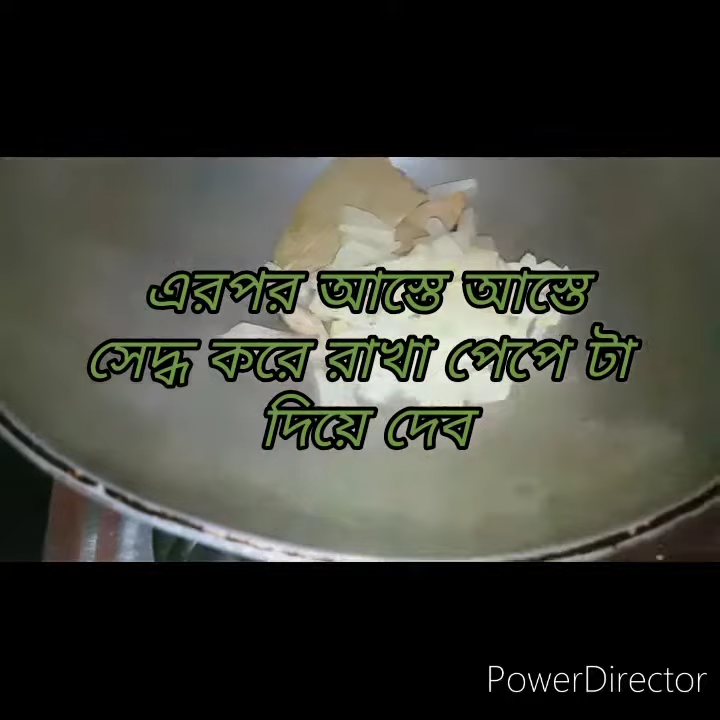 এরপর আস্তে আস্তে
সেদ্ধ করে রাখা পেপে টা
দিয়ে দেব
PowerDirector